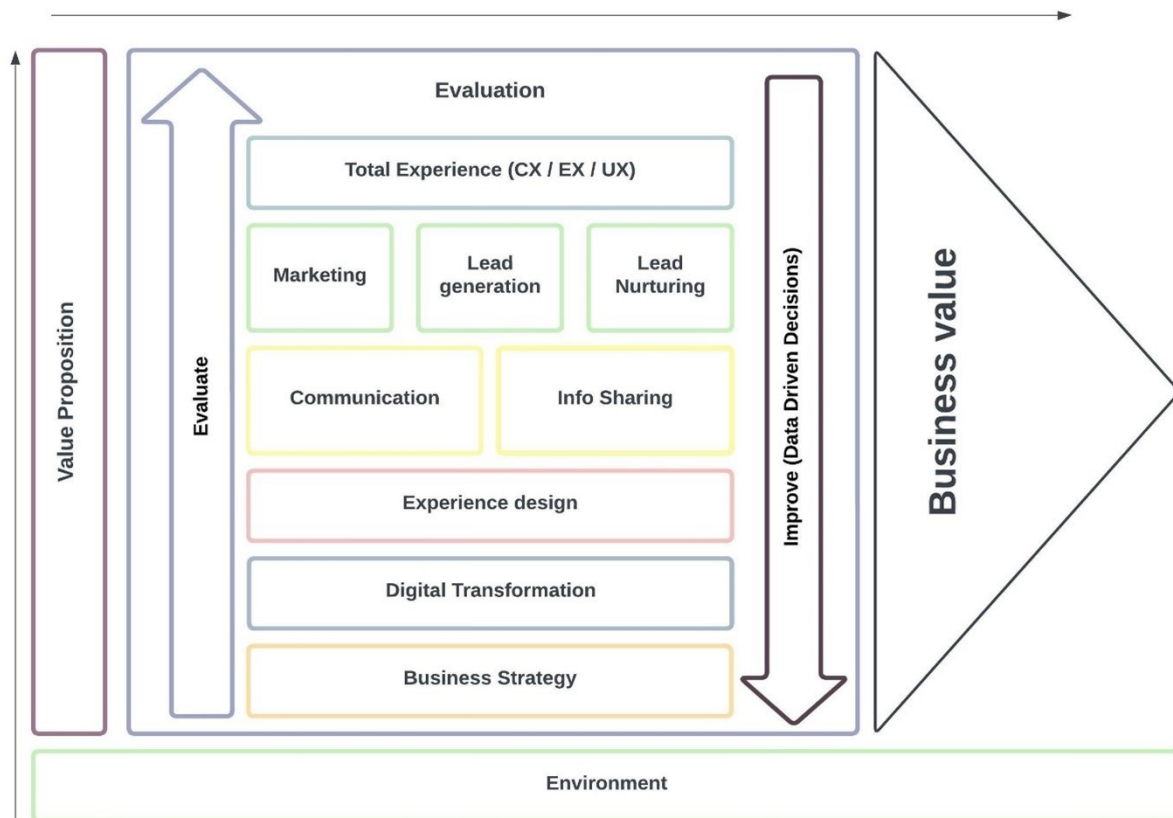 Evaluation
Total Experience (CX / EX / UX)
Marketing
Lead
generation
Lead
Nurturing
Communication
Info Sharing
Experience design
Digital Transformation
Business Strategy
Value Proposition
Evaluate
Improve (Data Driven Decisions)
Business value
Environment